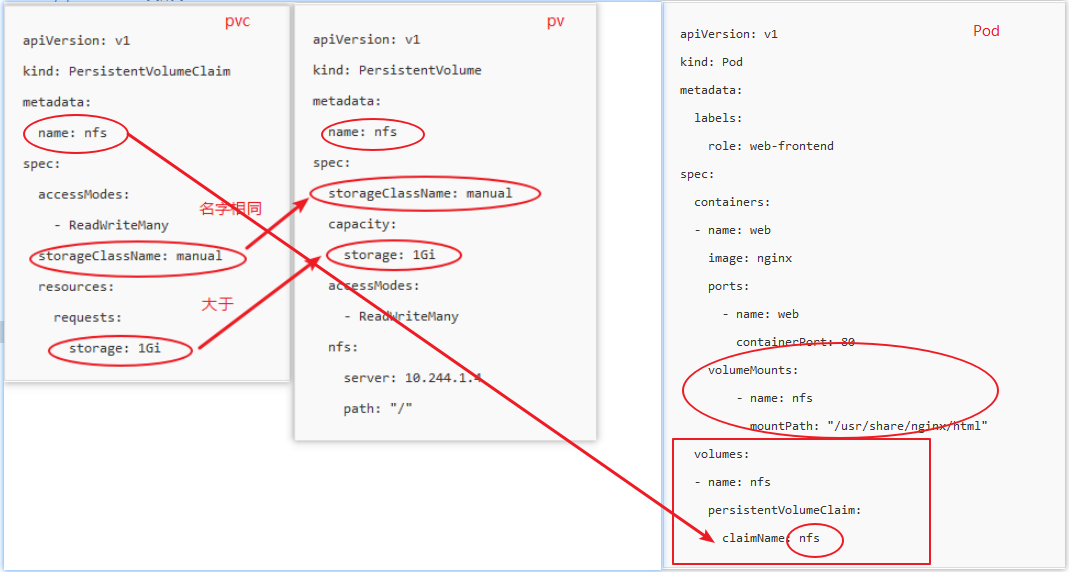 pvc
apiVersion: v1
kind: PersistentVolumeClaim
metadata:
  name: nfs
spec:
  accessModes:
    - ReadWriteMany
  storageClassName: manual
  resources:
    requests:
      storage: 1Gi
名字相同
大于
pv
apiVersion: v1
kind: PersistentVolume
metadata:
  name: nfs
spec:
  storageClassName: manual
  capacity:
    storage: 1Gi
  accessModes:
    - ReadWriteMany
  nfs:
    server: 10.244.1.4
    path: "/"
Pod
apiVersion: v1
kind: Pod
metadata:
  labels:
    role: web-frontend
spec:
  containers:
  - name: web
    image: nginx
    ports:
      - name: web
        containerPort: 80
    volumeMounts:
        - name: nfs
          mountPath: "/usr/share/nginx/html"
  volumes:
  - name: nfs
    persistentVolumeClaim:
      claimName: nfs